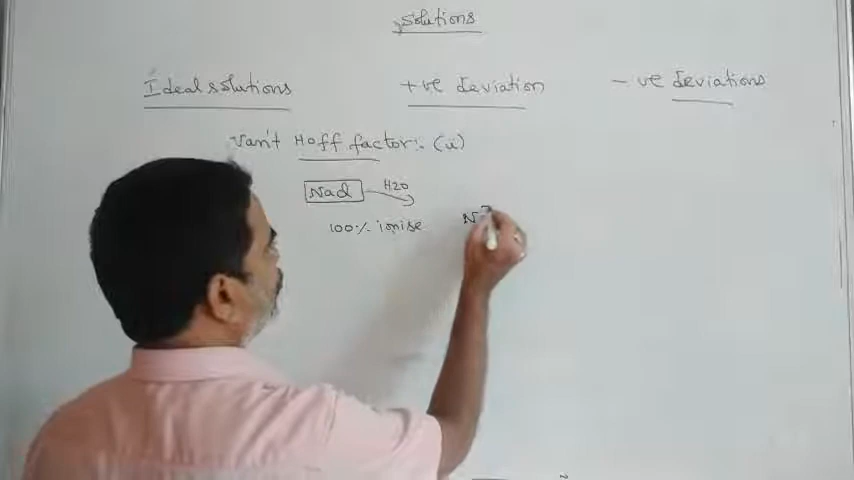 Solutions
Ideal solutions +ve deviation -ve deviations
Van't Hoff factor:. (i)
NaCl H2O
100% ionise N